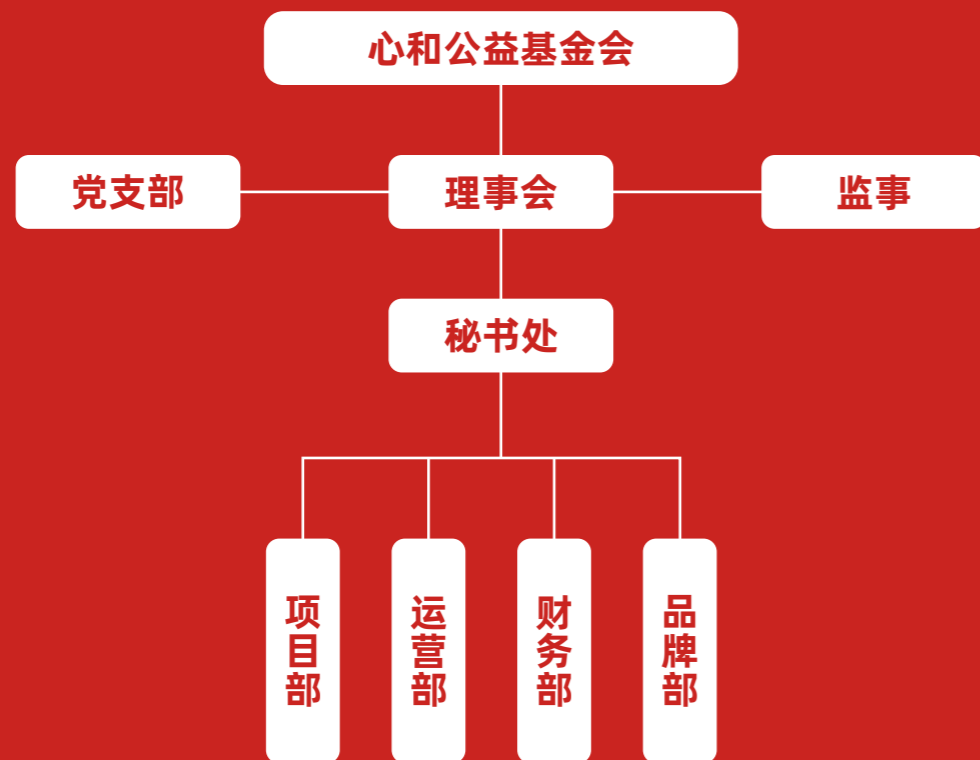 心和公益基金会
党支部
理事会
监事
秘书处
项目部
运营部
财务部
品牌部